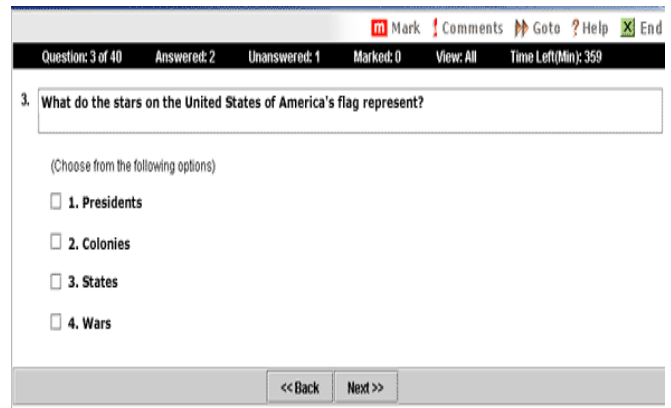 m Mark ! Comments Goto ? Help X End
Question: 3 of 40 Answered: 2 Unanswered: 1 Marked: 0 View: All Time Left(Min): 359
3. What do the stars on the United States of America's flag represent?
(Choose from the following options)
1. Presidents
2. Colonies
3. States
4. Wars
<< Back Next >>